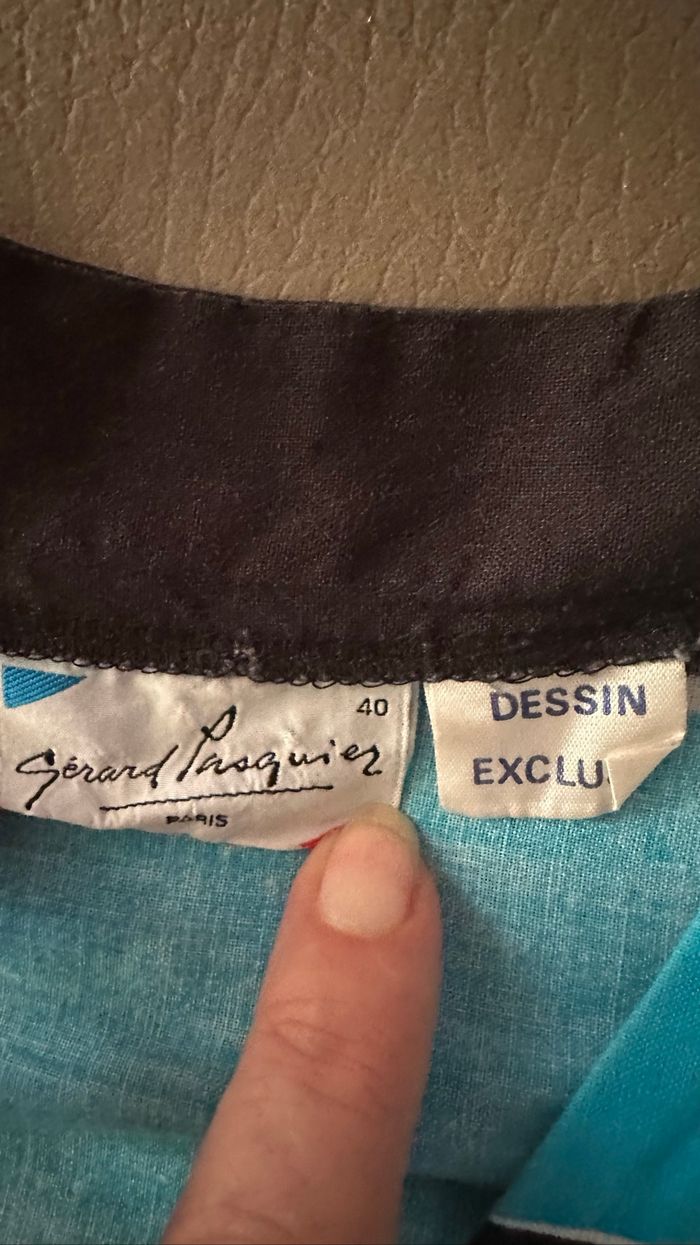 40
Gérard Pasquier
PARIS
DESSIN
EXCLU